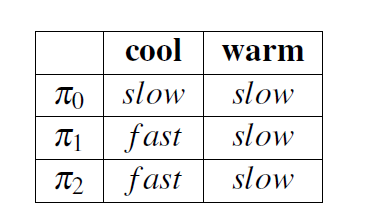 cool warm
π0 slow slow
π1 fast slow
π2 fast slow